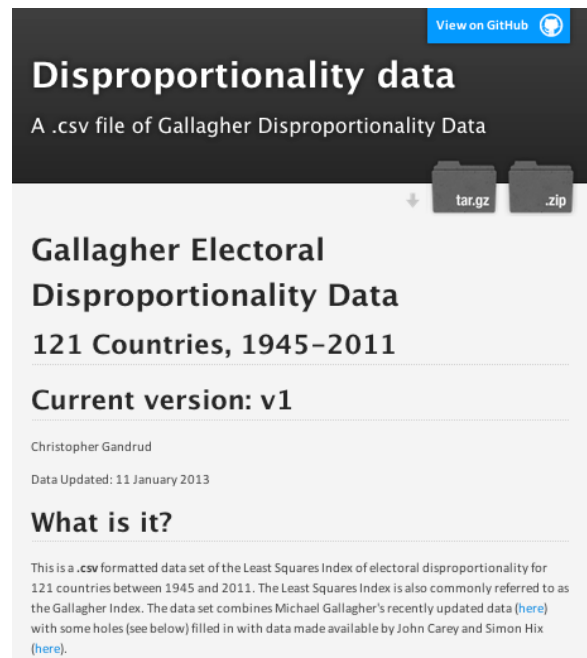 View on GitHub
Disproportionality data
A .csv file of Gallagher Disproportionality Data
tar.gz
.zip
Gallagher Electoral
Disproportionality Data
121 Countries, 1945–2011
Current version: v1
Christopher Gandrud
Data Updated: 11 January 2013
What is it?
This is a .csv formatted data set of the Least Squares Index of electoral disproportionality for
121 countries between 1945 and 2011. The Least Squares Index is also commonly referred to as
the Gallagher Index. The data set combines Michael Gallagher's recently updated data (here)
with some holes (see below) filled in with data made available by John Carey and Simon Hix
(here).